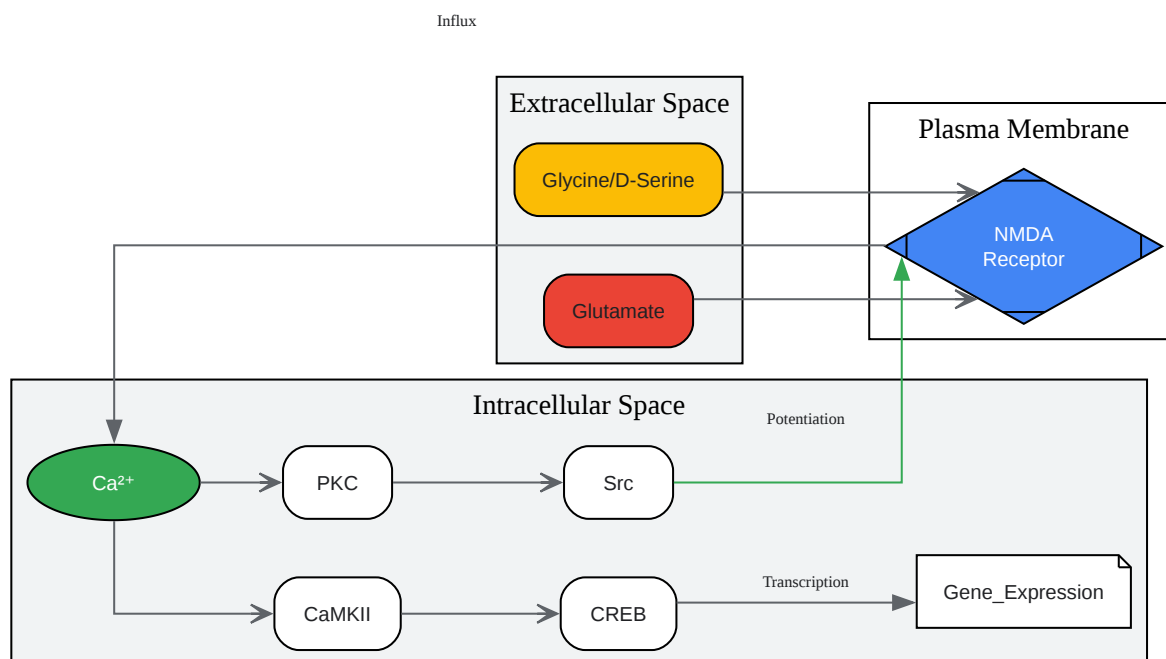 Influx
Extracellular Space
Plasma Membrane
Glycine/D-Serine
NMDA
Receptor
Glutamate
Intracellular Space
Potentiation
Ca²⁺
PKC
Src
Transcription
Gene_Expression
CaMKII
CREB